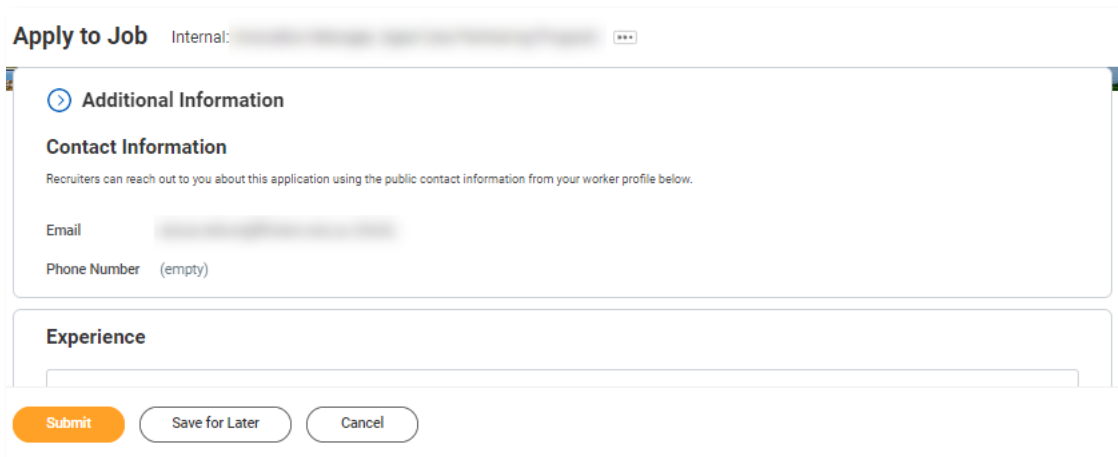 Apply to Job Internal:
Additional Information
Contact Information
Recruiters can reach out to you about this application using the public contact information from your worker profile below.
Email
Phone Number (empty)
Experience
Submit Save for Later Cancel